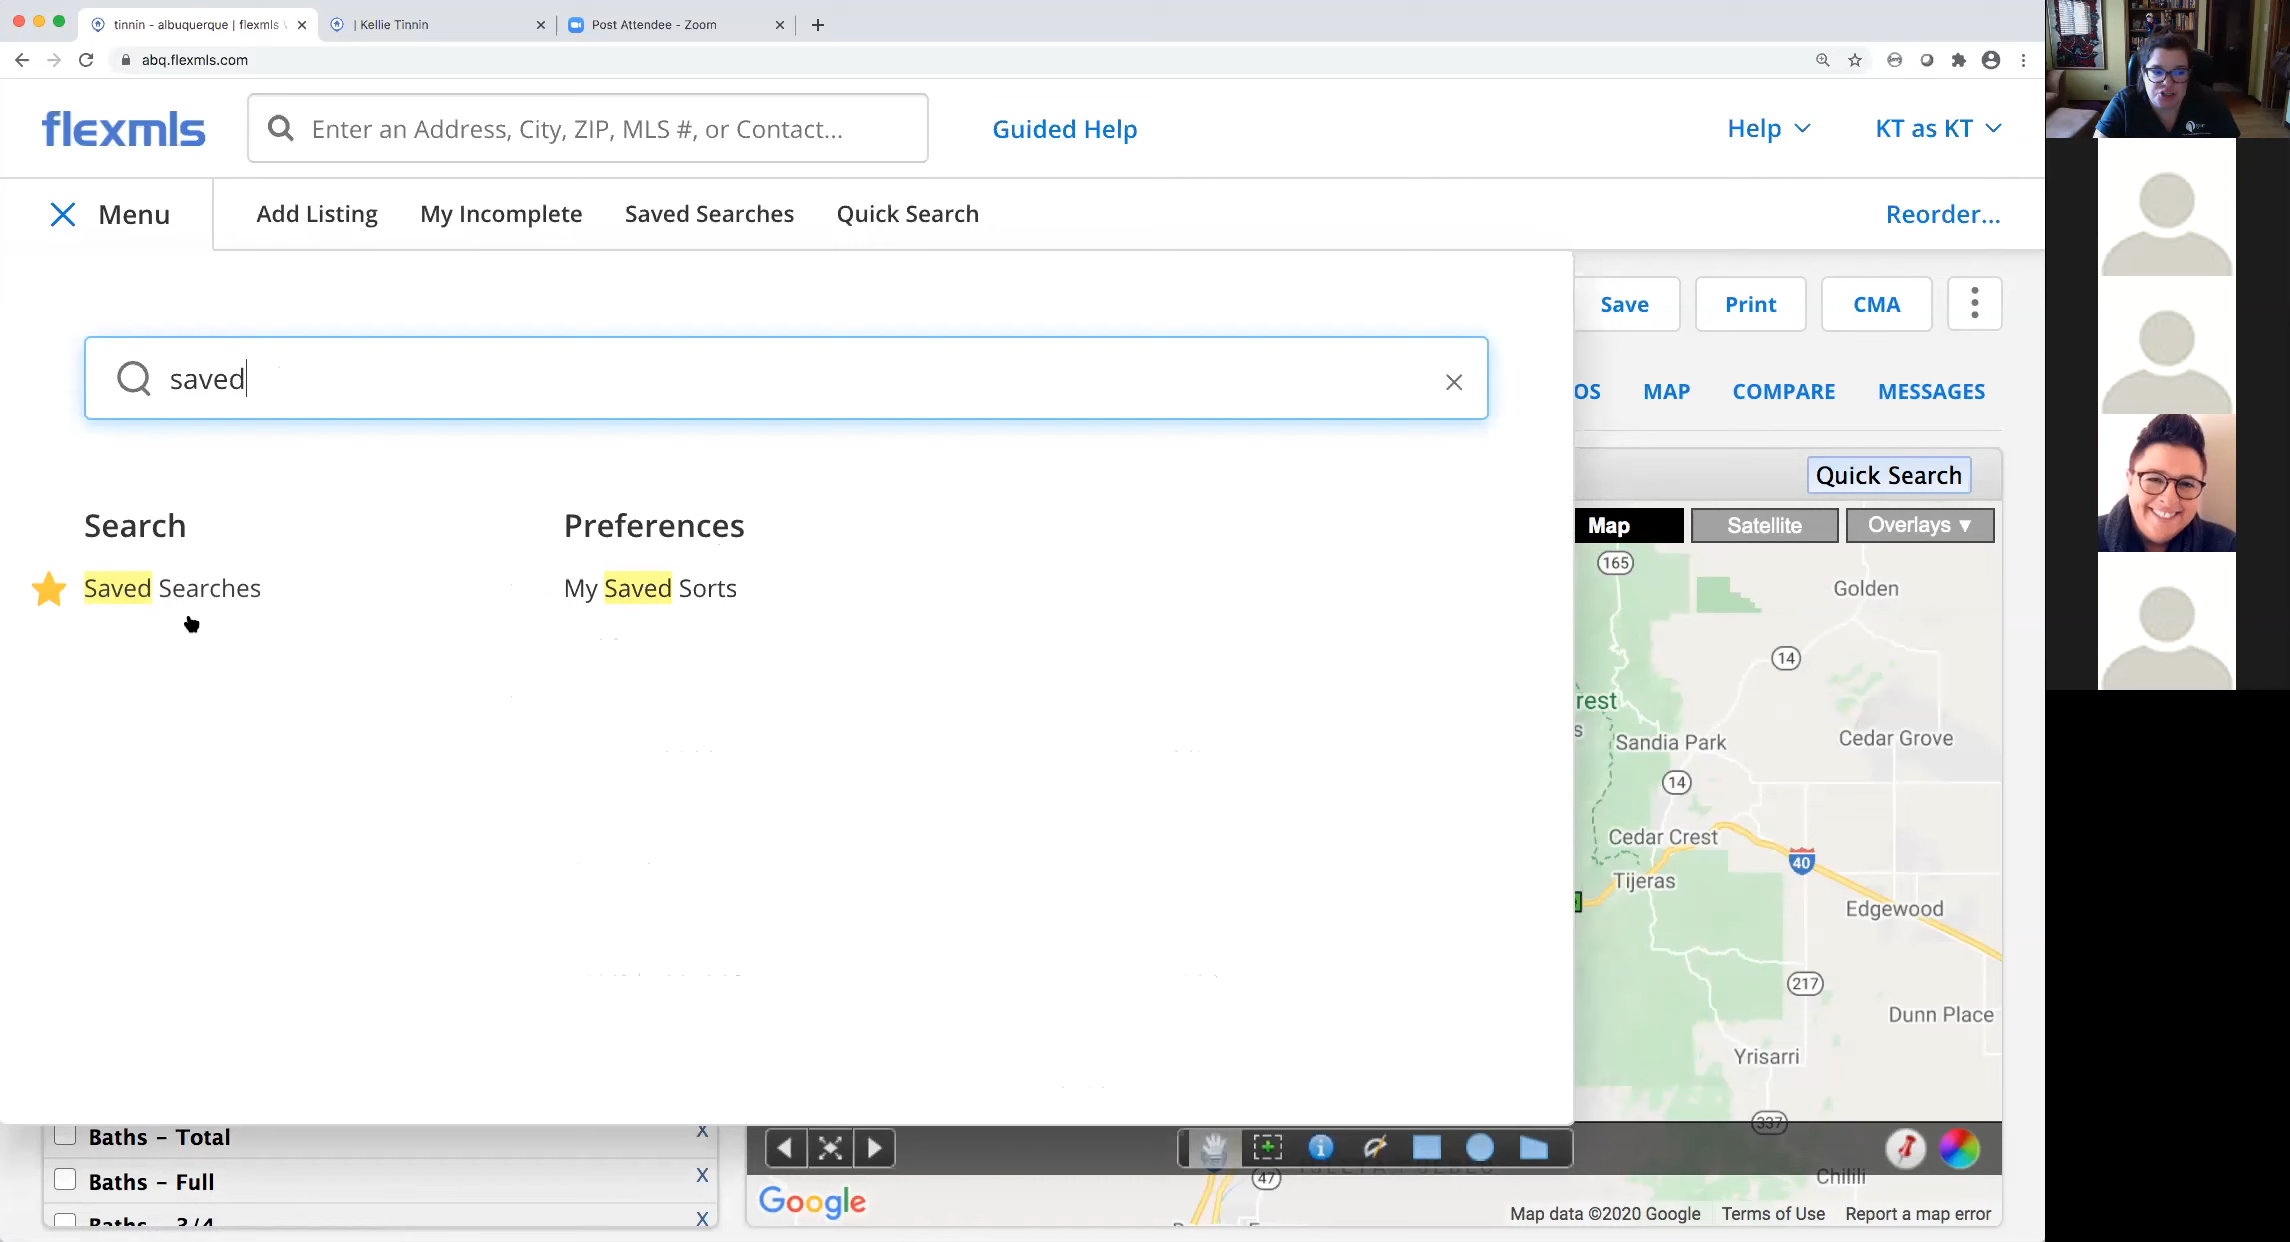 tinnin - albuquerque | flexmls
| Kellie Tinnin
Post Attendee - Zoom
abq.flexmls.com
flexmls
Enter an Address, City, ZIP, MLS #, or Contact...
Guided Help
Help
KT as KT
Menu
Add Listing
My Incomplete
Saved Searches
Quick Search
Reorder...
Save
Print
CMA
saved
OS
MAP
COMPARE
MESSAGES
Quick Search
Search
Preferences
Map
Satellite
Overlays ▼
Saved Searches
My Saved Sorts
165
Golden
14
rest
s
Sandia Park
Cedar Grove
14
Cedar Crest
40
Tijeras
Edgewood
217
Dunn Place
Yrisarri
337
Baths - Total
X
Baths - Full
X
Baths - 3/4
X
Chilili
47
Google
Map data ©2020 Google
Terms of Use
Report a map error